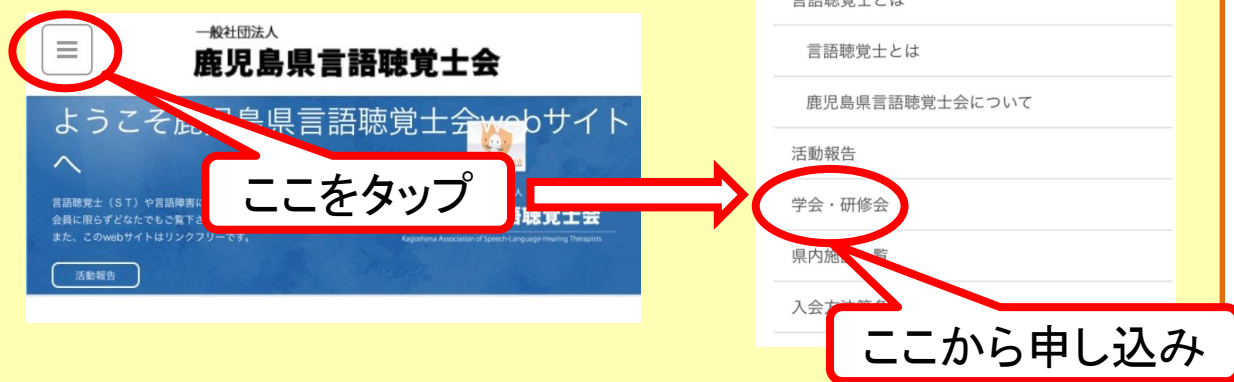 一般社団法人
鹿児島県言語聴覚士会
ようこそ鹿児島県言語聴覚士会webサイト
へ
言語聴覚士(ST)や言語障害に
会員に限らずどなたでもご覧下さ
また、このwebサイトはリンクフリーです。
聴覚士会
Kagoshima Association of Speech-Language-Hearing Therapists
活動報告
ここをタップ
言語聴覚士とは
言語聴覚士とは
鹿児島県言語聴覚士会について
活動報告
学会・研修会
県内施 覧
入会方
ここから申し込み